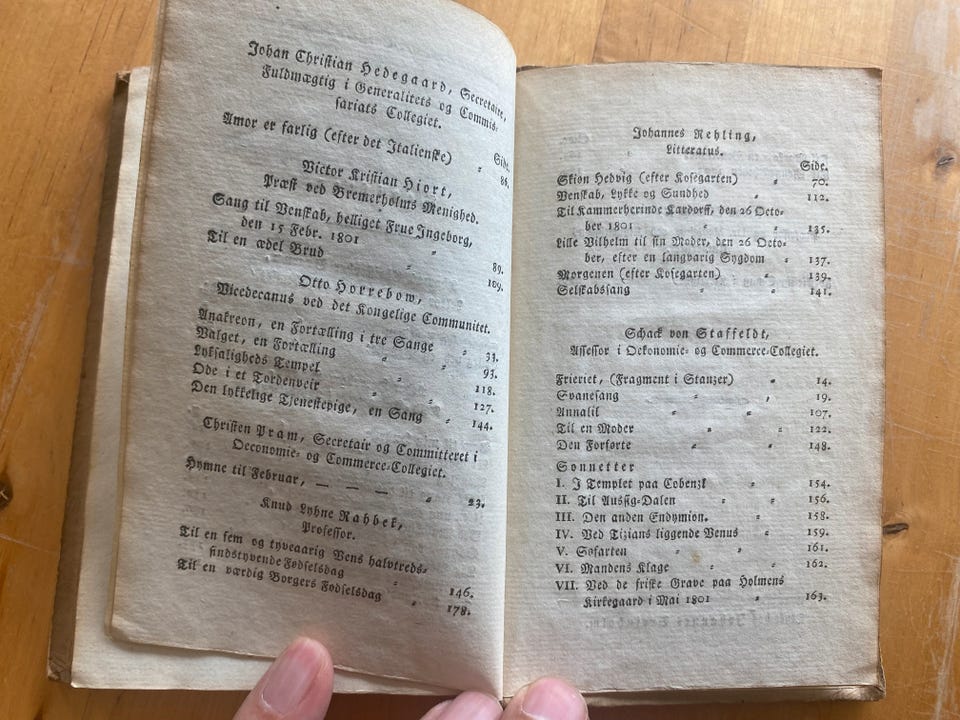 Johan Christian Hedegaard, Secretaire,
Fuldmægtig i Generalitets og Commis-
sariats Collegiet.
Side.
Amor er farlig (efter det Italienske) 86.
Victor Kristian Hjort,
Præst ved Bremerholms Menighed.
Sang til Venskab, helliget Frue Ingeborg,
den 15 Febr. 1801 89.
Til en ædel Brud 109.
Otto Horrebow,
Vicedecanus ved det Kongelige Communitet.
Anakreon, en Fortælling i tre Sange 33.
Valget, en Fortælling 93.
Lyksaligheds Tempel 118.
Ode i et Tordenveir 127.
Den lykkelige Tjenestepige, en Sang 144.
Christen Pram, Secretair og Committeret i
Oeconomie- og Commerce-Collegiet.
Hymne til Februar, — — — 23.
Knud Lyhne Rahbek,
Professor.
Til en fem og tyveaarig Vens halvtreds-
sindstyvende Fødselsdag 146.
Til en værdig Borgers Fødselsdag 178.
Johannes Rehling,
Litteratus.
Side.
Skiøn Hedvig (efter Kosegarten) 70.
Venskab, Lykke og Sundhed 112.
Til Kammerherinde Kardorff, den 26 Octo-
ber 1801 135.
Lille Vilhelm til sin Moder, den 26 Octo-
ber, efter en langvarig Sygdom 137.
Morgenen (efter Kosegarten) 139.
Selskabssang 141.
Schack von Staffeldt,
Assessor i Oekonomie- og Commerce-Collegiet.
Frieriet, (Fragment i Stanzer) 14.
Svanesang 19.
Annalil 107.
Til en Moder 122.
Den Forførte 148.
Sonnetter
I. I Templet paa Cobenzl 154.
II. Til Aussig-Dalen 156.
III. Den anden Endymion. 158.
IV. Ved Tizians liggende Venus 159.
V. Søfarten 161.
VI. Mandens Klage 162.
VII. Ved de friske Grave paa Holmens
Kirkegaard i Mai 1801 163.